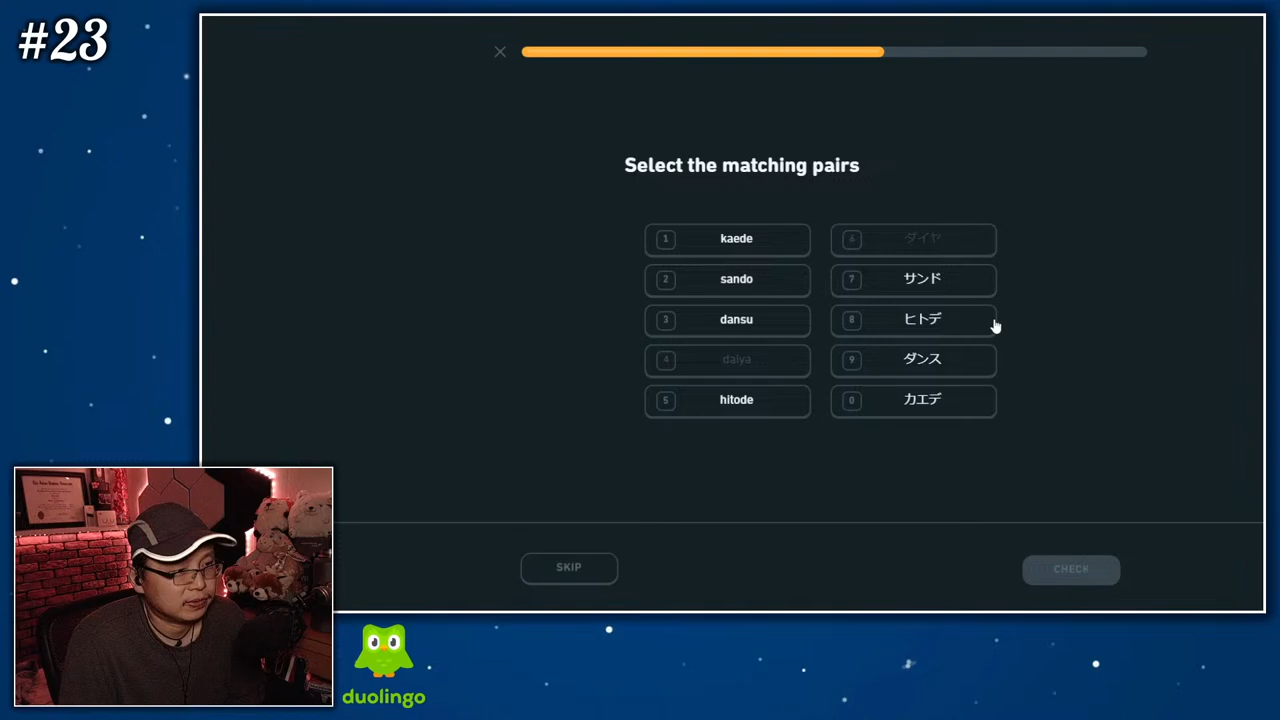 #23
Select the matching pairs
1 kaede
6 ダイヤ
2 sando
7 サンド
3 dansu
8 ヒトデ
4 daiya
9 ダンス
5 hitode
0 カエデ
SKIP
CHECK
duolingo